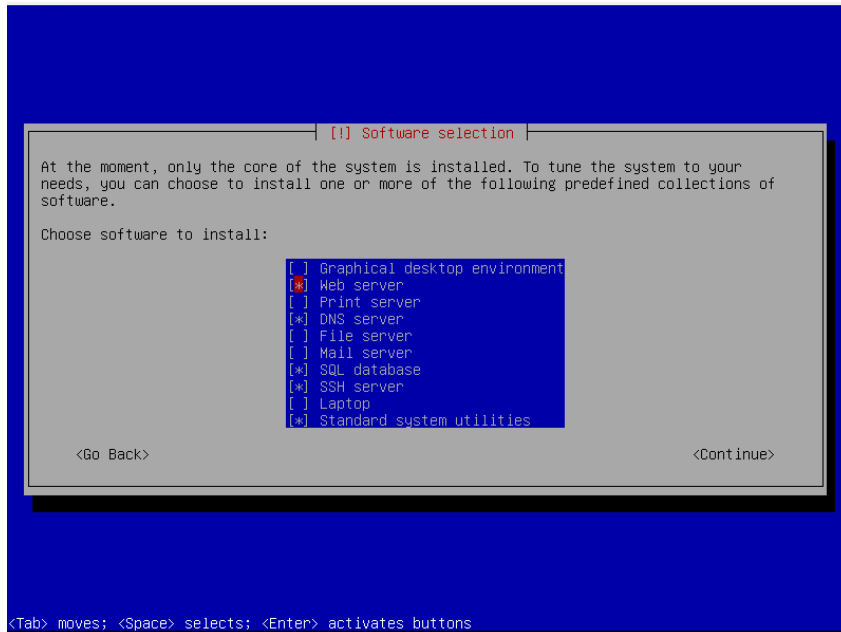 [!] Software selection
At the moment, only the core of the system is installed. To tune the system to your
needs, you can choose to install one or more of the following predefined collections of
software.
Choose software to install:
[ ] Graphical desktop environment
[*] Web server
[ ] Print server
[*] DNS server
[ ] File server
[ ] Mail server
[*] SQL database
[*] SSH server
[ ] Laptop
[*] Standard system utilities
<Go Back> <Continue>
<Tab> moves; <Space> selects; <Enter> activates buttons